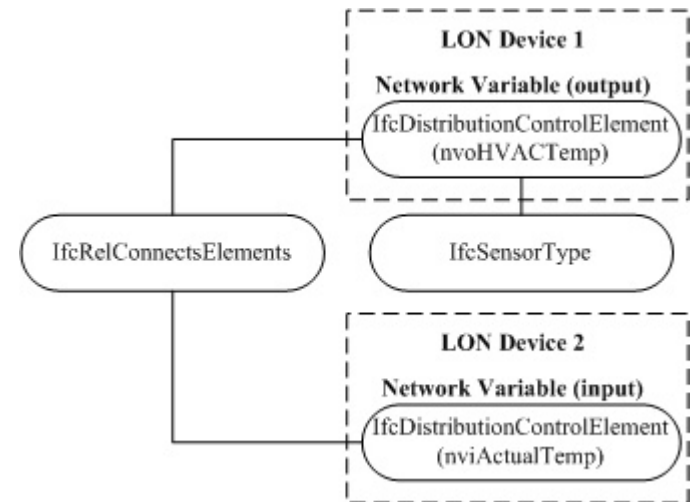 LON Device 1
Network Variable (output)
IfcDistributionControlElement
(nvoHVACTemp)
IfcRelConnectsElements
IfcSensorType
LON Device 2
Network Variable (input)
IfcDistributionControlElement
(nviActualTemp)